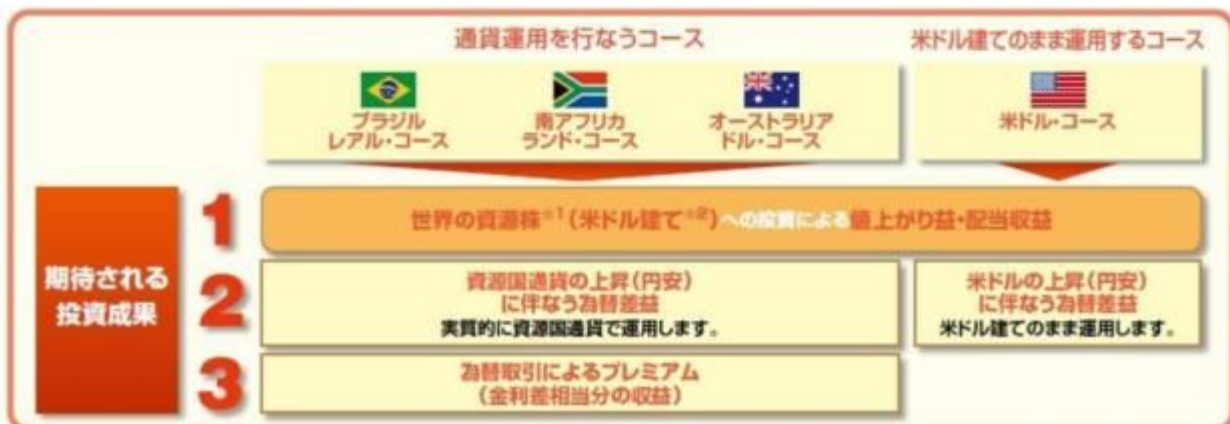 通貨運用を行なうコース
米ドル建てのまま運用するコース
ブラジル
レアル・コース
南アフリカ
ランド・コース
オーストラリア
ドル・コース
米ドル・コース
期待される
投資成果
1
世界の資源株※1(米ドル建て※2)への投資による値上がり益・配当収益
2
資源国通貨の上昇(円安)
に伴なう為替差益
実質的に資源国通貨で運用します。
米ドルの上昇(円安)
に伴なう為替差益
米ドル建てのまま運用します。
3
為替取引によるプレミアム
(金利差相当分の収益)